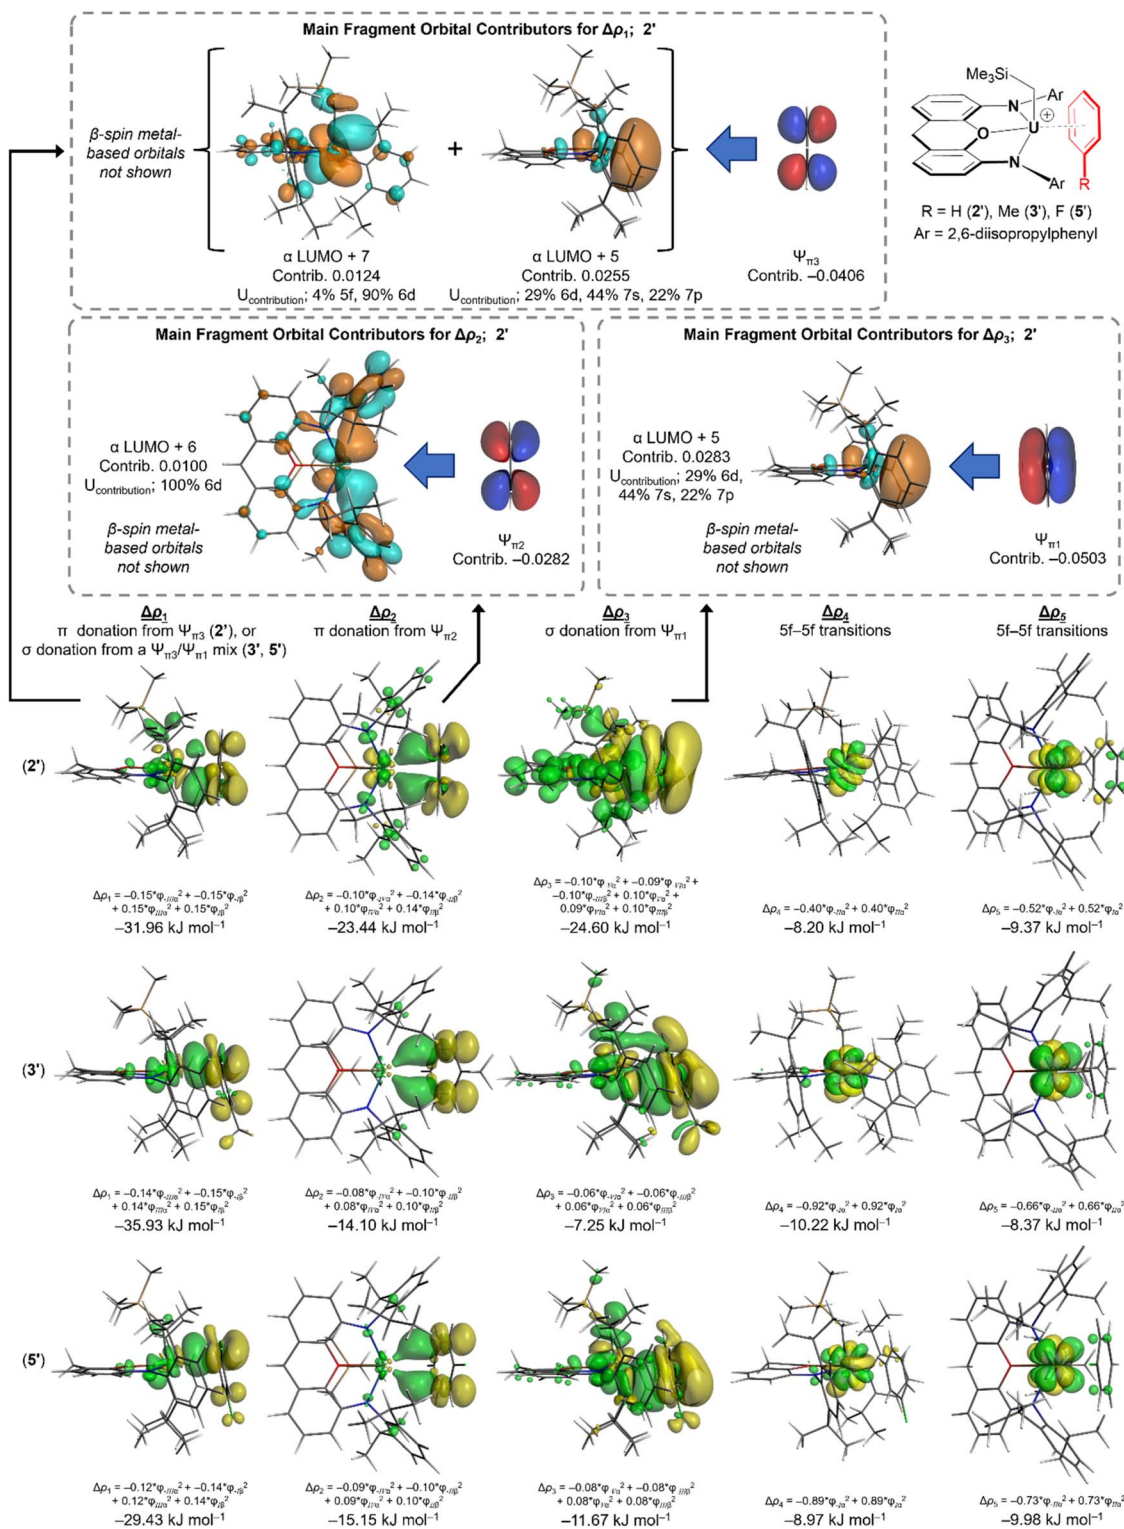 Main Fragment Orbital Contributors for Δρ₁; 2'
β-spin metal-
based orbitals
not shown
+
α LUMO + 7
Contrib. 0.0124
U_contribution; 4% 5f, 90% 6d
α LUMO + 5
Contrib. 0.0255
U_contribution; 29% 6d, 44% 7s, 22% 7p
Ψπ3
Contrib. –0.0406
Me₃Si
N
Ar
U
⊕
O
N
Ar
R
R = H (2'), Me (3'), F (5')
Ar = 2,6-diisopropylphenyl
Main Fragment Orbital Contributors for Δρ₂; 2'
α LUMO + 6
Contrib. 0.0100
U_contribution; 100% 6d
β-spin metal-
based orbitals
not shown
Ψπ2
Contrib. –0.0282
Main Fragment Orbital Contributors for Δρ₃; 2'
α LUMO + 5
Contrib. 0.0283
U_contribution; 29% 6d,
44% 7s, 22% 7p
β-spin metal-
based orbitals
not shown
Ψπ1
Contrib. –0.0503
Δρ₁
π donation from Ψπ3 (2'), or
σ donation from a Ψπ3/Ψπ1 mix (3', 5')
Δρ₂
π donation from Ψπ2
Δρ₃
σ donation from Ψπ1
Δρ₄
5f–5f transitions
Δρ₅
5f–5f transitions
(2')
–31.96 kJ mol⁻¹
–23.44 kJ mol⁻¹
–24.60 kJ mol⁻¹
–8.20 kJ mol⁻¹
–9.37 kJ mol⁻¹
(3')
–35.93 kJ mol⁻¹
–14.10 kJ mol⁻¹
–7.25 kJ mol⁻¹
–10.22 kJ mol⁻¹
–8.37 kJ mol⁻¹
(5')
–29.43 kJ mol⁻¹
–15.15 kJ mol⁻¹
–11.67 kJ mol⁻¹
–8.97 kJ mol⁻¹
–9.98 kJ mol⁻¹